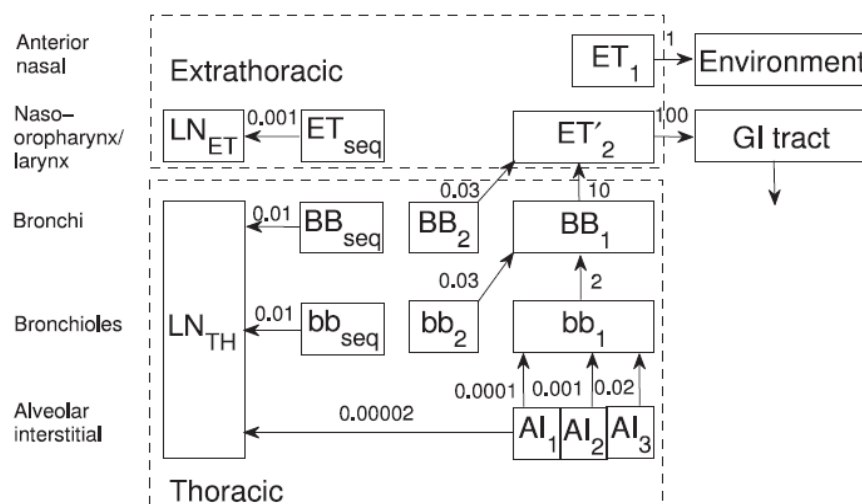 Anterior
nasal
Extrathoracic
ET1
1
Environment
Naso–
oropharynx/
larynx
LNET
0.001
ETseq
ET′2
100
GI tract
0.03
10
Bronchi
0.01
BBseq
BB2
BB1
0.03
2
Bronchioles
LNTH
0.01
bbseq
bb2
bb1
0.0001
0.001
0.02
Alveolar
interstitial
0.00002
AI1
AI2
AI3
Thoracic